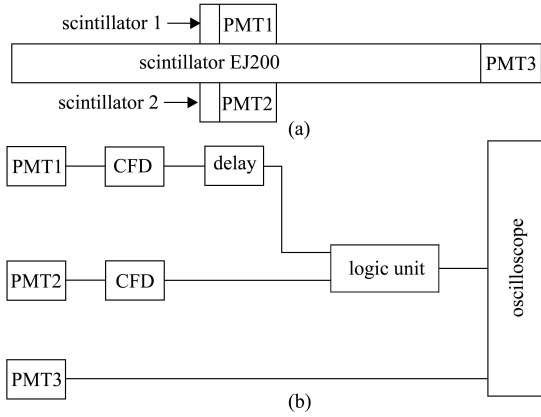 scintillator 1
PMT1
scintillator EJ200
PMT3
scintillator 2
PMT2
(a)
PMT1
CFD
delay
PMT2
CFD
logic unit
oscilloscope
PMT3
(b)